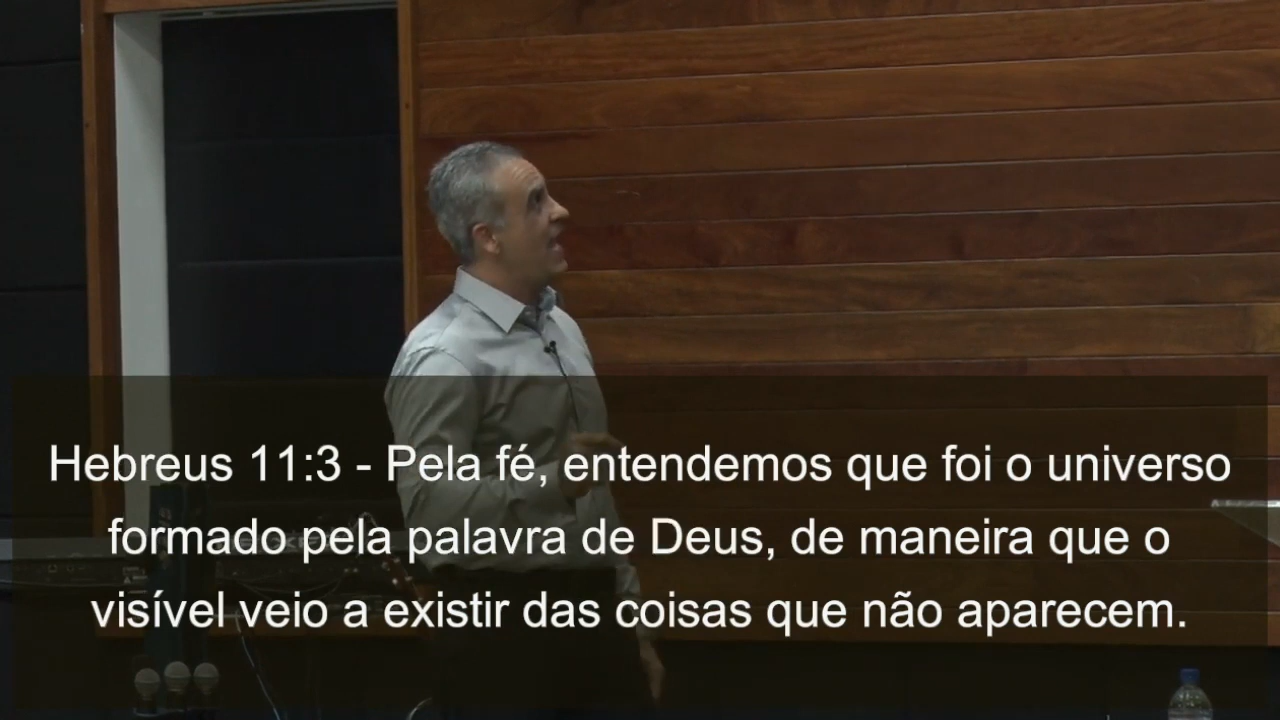 Hebreus 11:3 - Pela fé, entendemos que foi o universo
formado pela palavra de Deus, de maneira que o
visível veio a existir das coisas que não aparecem.